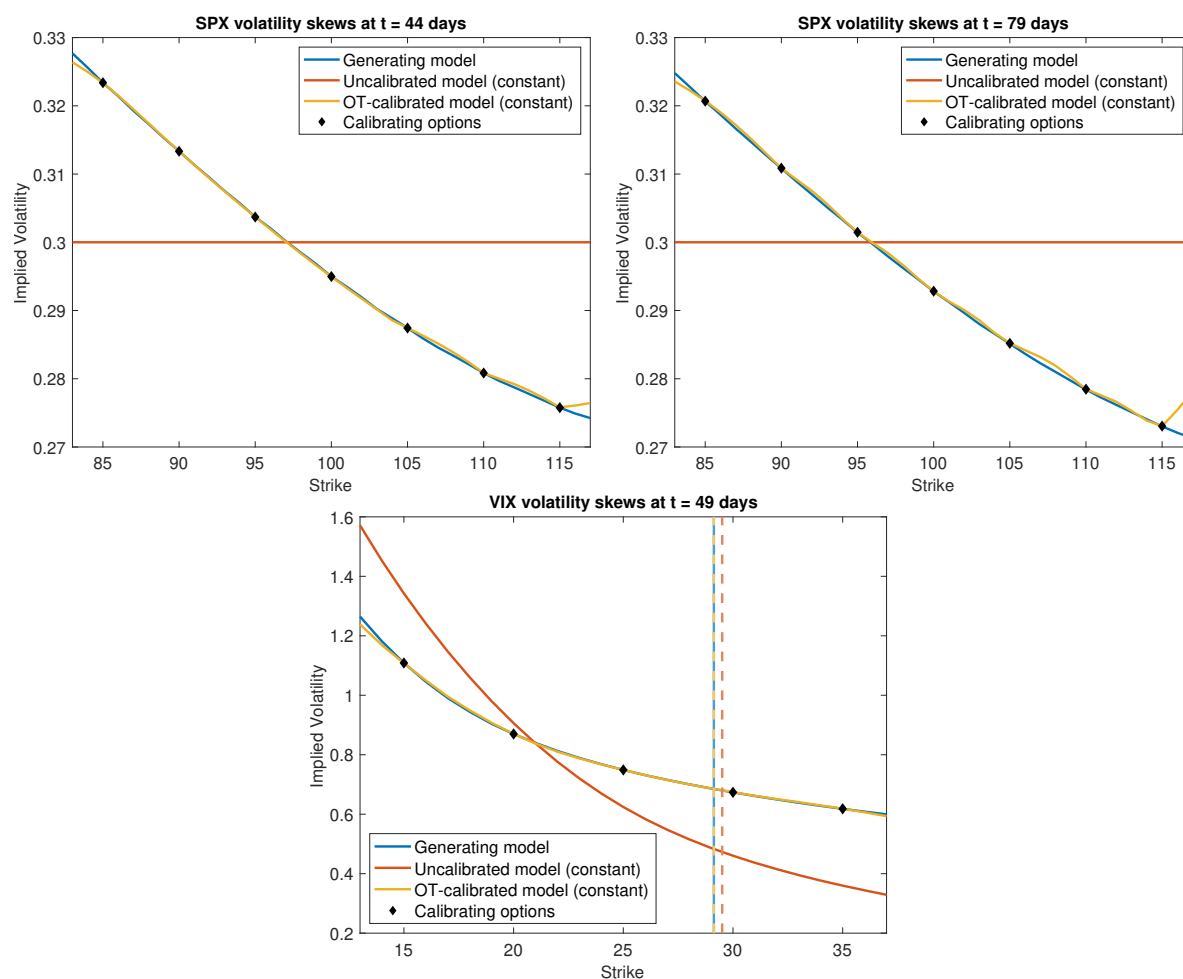 SPX volatility skews at t = 44 days
0.33
0.32
0.31
0.3
0.29
0.28
0.27
Implied Volatility
Generating model
Uncalibrated model (constant)
OT-calibrated model (constant)
Calibrating options
85 90 95 100 105 110 115
Strike
SPX volatility skews at t = 79 days
0.33
0.32
0.31
0.3
0.29
0.28
0.27
Implied Volatility
Generating model
Uncalibrated model (constant)
OT-calibrated model (constant)
Calibrating options
85 90 95 100 105 110 115
Strike
VIX volatility skews at t = 49 days
1.6
1.4
1.2
1
0.8
0.6
0.4
0.2
Implied Volatility
Generating model
Uncalibrated model (constant)
OT-calibrated model (constant)
Calibrating options
15 20 25 30 35
Strike